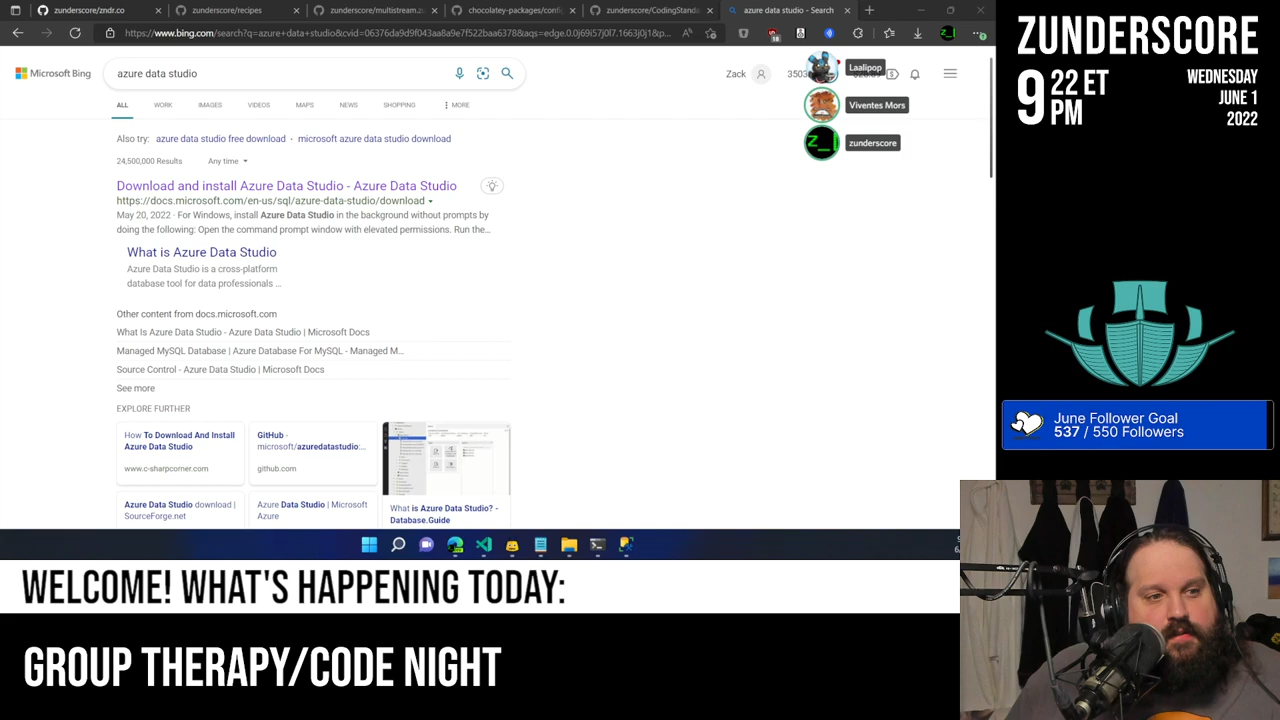 zunderscore/zndr.co
zunderscore/recipes
zunderscore/multistream.z
chocolatey-packages/confi
zunderscore/CodingStanda
azure data studio - Search
https://www.bing.com/search?q=azure+data+studio&cvid=06376da9d9f043aa8a9e7f522baa6378&aqs=edge.0.0j69i57j0l7.1663j0j1&p...
18
Microsoft Bing
azure data studio
Zack
3503
Laalipop
ALL
WORK
IMAGES
VIDEOS
MAPS
NEWS
SHOPPING
MORE
Viventes Mors
Also try: azure data studio free download · microsoft azure data studio download
zunderscore
24,500,000 Results
Any time
Download and install Azure Data Studio - Azure Data Studio
https://docs.microsoft.com/en-us/sql/azure-data-studio/download
May 20, 2022 · For Windows, install Azure Data Studio in the background without prompts by
doing the following: Open the command prompt window with elevated permissions. Run the...
What is Azure Data Studio
Azure Data Studio is a cross-platform
database tool for data professionals ...
Other content from docs.microsoft.com
What Is Azure Data Studio - Azure Data Studio | Microsoft Docs
Managed MySQL Database | Azure Database For MySQL - Managed M...
Source Control - Azure Data Studio | Microsoft Docs
See more
EXPLORE FURTHER
How To Download And Install
Azure Data Studio
www.c-sharpcorner.com
GitHub -
microsoft/azuredatastudio:...
github.com
Azure Data Studio download |
SourceForge.net
Azure Data Studio | Microsoft
Azure
What is Azure Data Studio? -
Database.Guide
ZUNDERSCORE
9 22 ET
PM
WEDNESDAY
JUNE 1
2022
June Follower Goal
537 / 550 Followers
WELCOME! WHAT'S HAPPENING TODAY:
GROUP THERAPY/CODE NIGHT